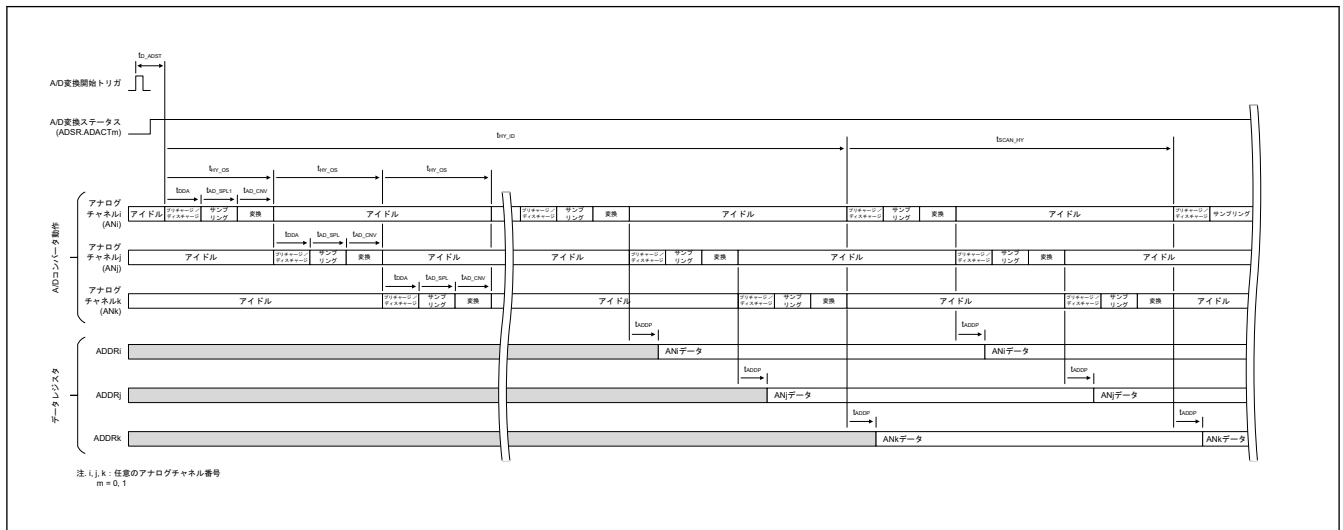 tD_ADST
A/D変換開始トリガ
A/D変換ステータス
(ADSR.ADACTm)
tHY_ID tSCAN_HY
tHY_OS tHY_OS tHY_OS
tDDA tAD_SPL1 tAD_CNV
A/Dコンバータ動作
アナログ
チャネルi
(ANi)
アイドル プリチャージ/ディスチャージ サンプリング 変換 アイドル プリチャージ/ディスチャージ サンプリング 変換 アイドル プリチャージ/ディスチャージ サンプリング 変換 アイドル プリチャージ/ディスチャージ サンプリング
tDDA tAD_SPL tAD_CNV
アナログ
チャネルj
(ANj)
アイドル プリチャージ/ディスチャージ サンプリング 変換 アイドル アイドル プリチャージ/ディスチャージ サンプリング 変換 アイドル プリチャージ/ディスチャージ サンプリング 変換 アイドル
tDDA tAD_SPL tAD_CNV
アナログ
チャネルk
(ANk)
アイドル プリチャージ/ディスチャージ サンプリング 変換 アイドル プリチャージ/ディスチャージ サンプリング 変換 アイドル プリチャージ/ディスチャージ サンプリング 変換 アイドル
tADDP tADDP
データレジスタ
ADDRi ANiデータ ANiデータ
tADDP tADDP
ADDRj ANjデータ ANjデータ
tADDP tADDP
ADDRk ANkデータ ANkデータ
注. i, j, k : 任意のアナログチャネル番号
m = 0, 1